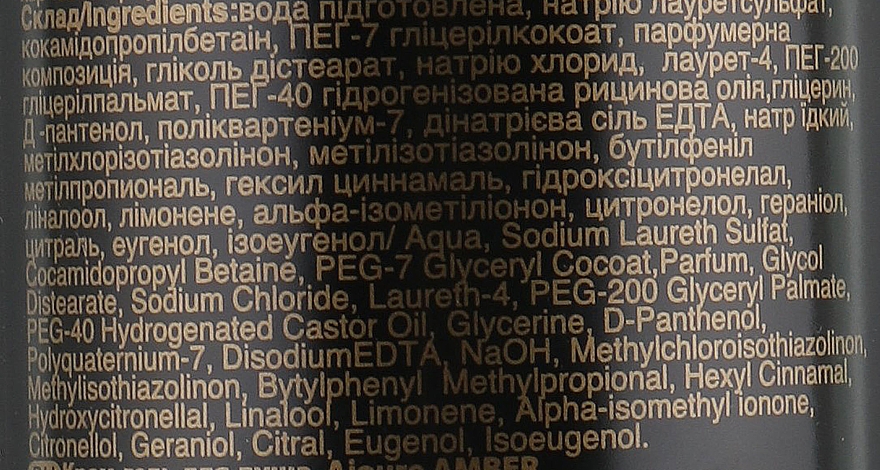 Склад/Ingredients:вода підготовлена, натрію лауретсульфат,
кокамідопропілбетаін, ПЕГ-7 гліцерілкокоат, парфумерна
композиція, гліколь дістеарат, натрію хлорид, лаурет-4, ПЕГ-200
гліцерілпальмат, ПЕГ-40 гідрогенізована рицинова олія,гліцерин,
Д -пантенол, поліквартеніум-7, дінатрієва сіль ЕДТА, натр їдкий,
метілхлорізотіазолінон, метілізотіазолінон, бутілфеніл
метілпропиональ, гексил циннамаль, гідроксіцитронелал,
ліналоол, лімонене, альфа-ізометіліонон, цитронелол, гераніол,
цитраль, еугенол, ізоеугенол/ Aqua, Sodium Laureth Sulfat,
Cocamidopropyl Betaine, PEG-7 Glyceryl Cocoat,Parfum, Glycol
Distearate, Sodium Chloride, Laureth-4, PEG-200 Glyceryl Palmate,
PEG-40 Hydrogenated Castor Oil, Glycerine, D-Panthenol,
Polyquaternium-7, DisodiumEDTA, NaOH, Methylchloroisothiazolinon,
Methylisothiazolinon, Bytylphenyl Methylpropional, Hexyl Cinnamal,
Hydroxycitronellal, Linalool, Limonene, Alpha-isomethyl ionone,
Citronellol, Geraniol, Citral, Eugenol, Isoeugenol.